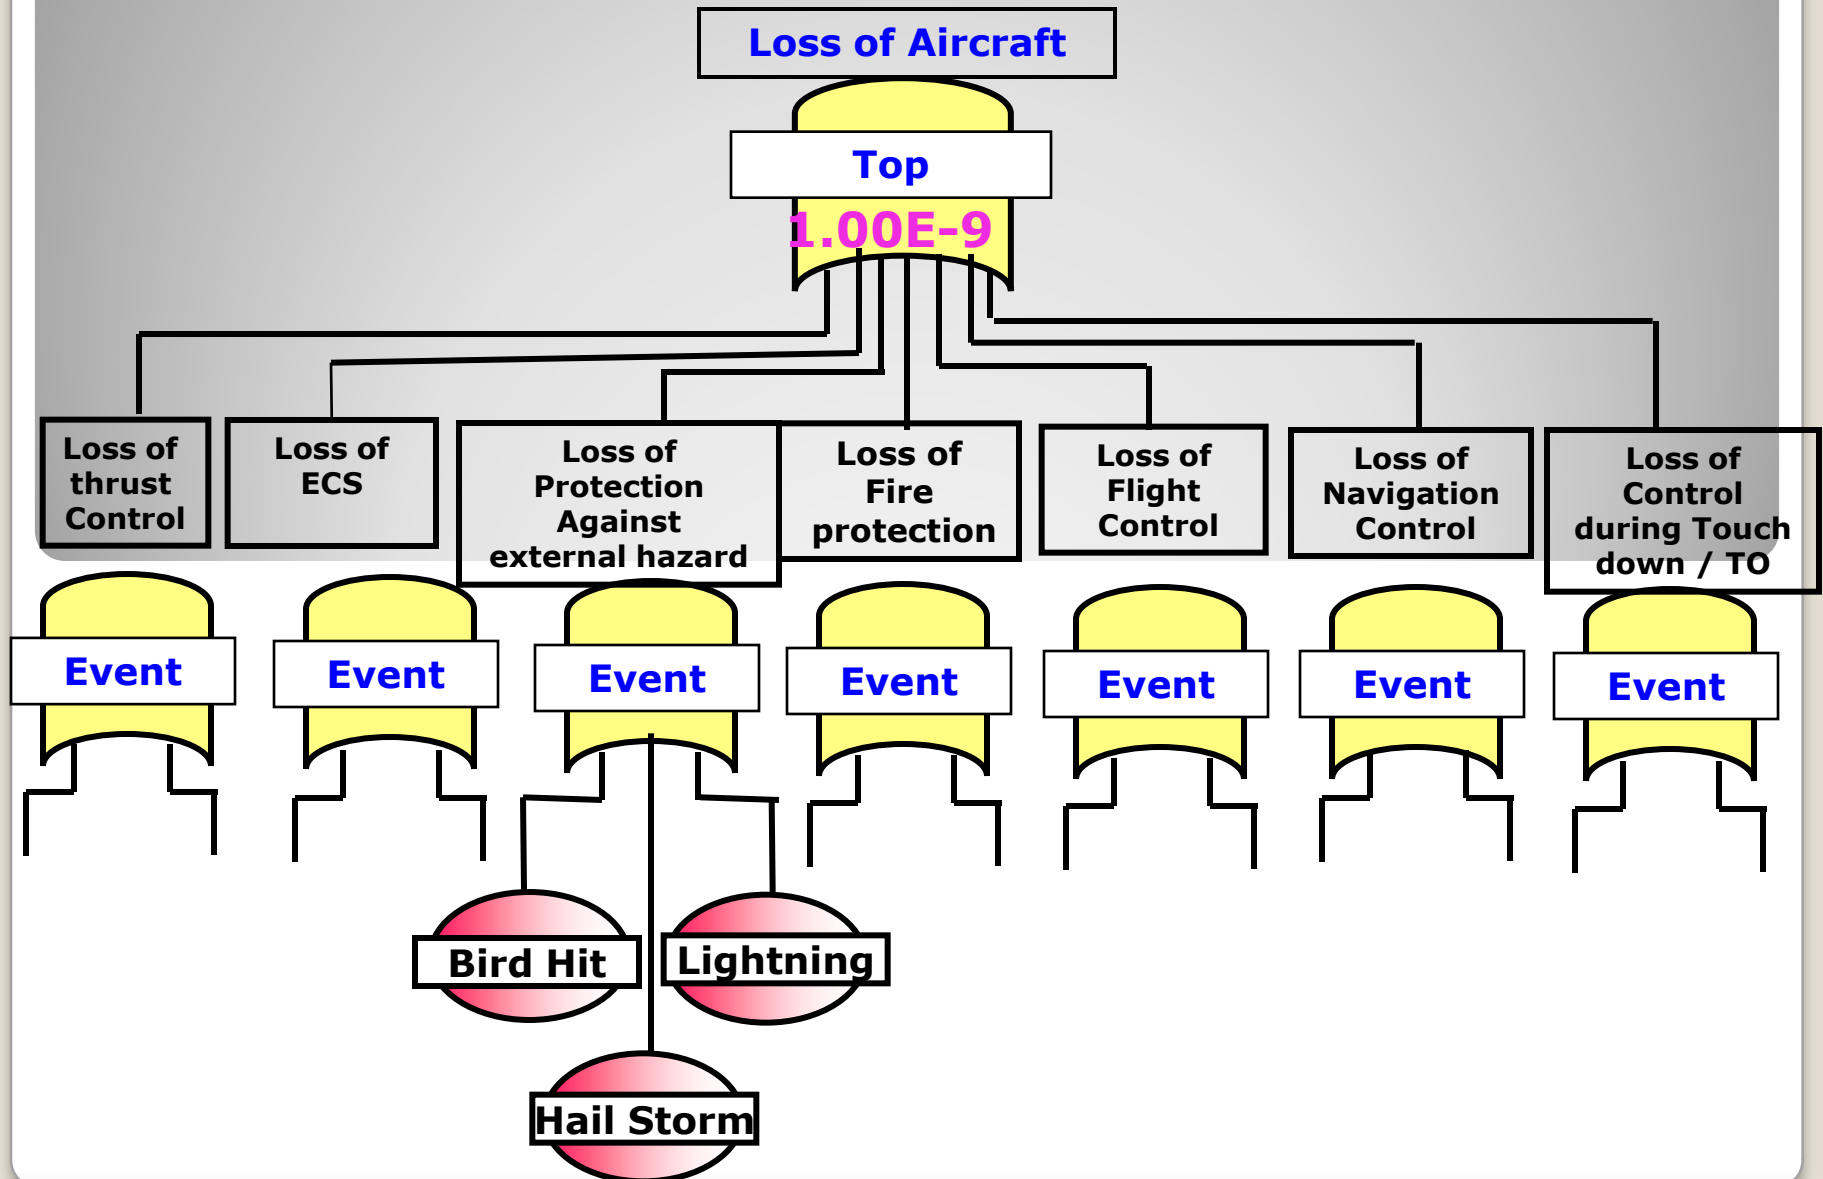 Loss of Aircraft
Top
1.00E-9
Loss of
thrust
Control
Loss of
ECS
Loss of
Protection
Against
external hazard
Loss of
Fire
protection
Loss of
Flight
Control
Loss of
Navigation
Control
Loss of
Control
during Touch
down / TO
Event
Event
Event
Event
Event
Event
Event
Bird Hit
Lightning
Hail Storm